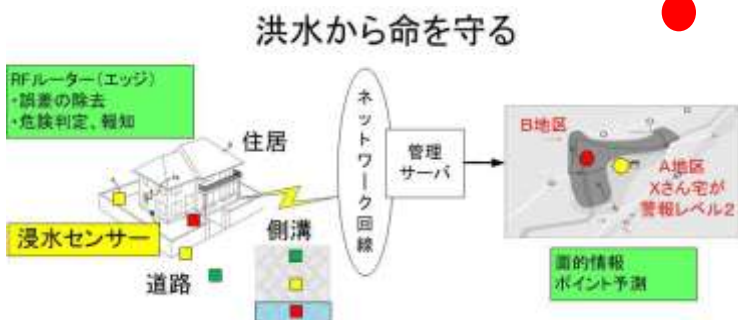 洪水から命を守る
RFルーター（エッジ）
・誤差の除去
・危険判定、報知
住居
浸水センサー
道路
側溝
ネットワーク回線
管理
サーバ
B地区
A地区
Xさん宅が
警報レベル2
面的情報
ポイント予測